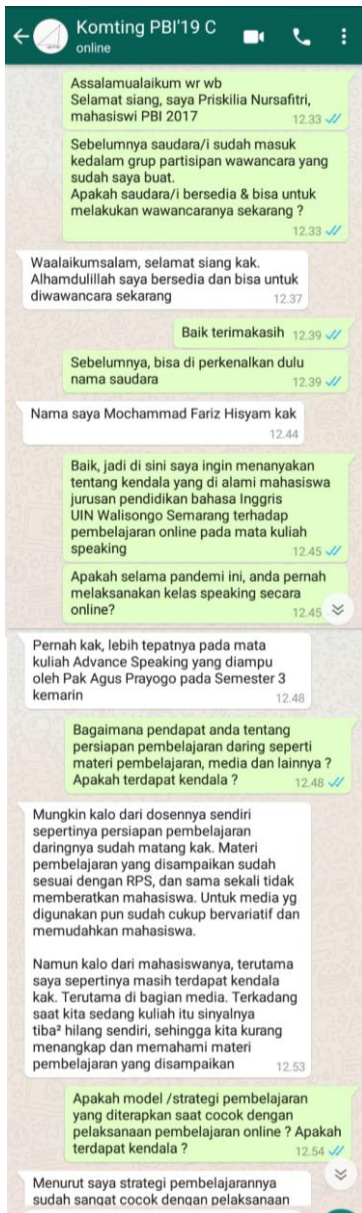 Komting PBI'19 C
online
Assalamualaikum wr wb
Selamat siang, saya Priskilia Nursafitri,
mahasiswi PBI 2017
12.33
Sebelumnya saudara/i sudah masuk
kedalam grup partisipan wawancara yang
sudah saya buat.
Apakah saudara/i bersedia & bisa untuk
melakukan wawancaranya sekarang ?
12.33
Waalaikumsalam, selamat siang kak.
Alhamdulillah saya bersedia dan bisa untuk
diwawancara sekarang
12.37
Baik terimakasih 12.39
Sebelumnya, bisa di perkenalkan dulu
nama saudara
12.39
Nama saya Mochammad Fariz Hisyam kak
12.44
Baik, jadi di sini saya ingin menanyakan
tentang kendala yang di alami mahasiswa
jurusan pendidikan bahasa Inggris
UIN Walisongo Semarang terhadap
pembelajaran online pada mata kuliah
speaking
12.45
Apakah selama pandemi ini, anda pernah
melaksanakan kelas speaking secara
online?
12.45
Pernah kak, lebih tepatnya pada mata
kuliah Advance Speaking yang diampu
oleh Pak Agus Prayogo pada Semester 3
kemarin
12.48
Bagaimana pendapat anda tentang
persiapan pembelajaran daring seperti
materi pembelajaran, media dan lainnya ?
Apakah terdapat kendala ?
12.48
Mungkin kalo dari dosennya sendiri
sepertinya persiapan pembelajaran
daringnya sudah matang kak. Materi
pembelajaran yang disampaikan sudah
sesuai dengan RPS, dan sama sekali tidak
memberatkan mahasiswa. Untuk media yg
digunakan pun sudah cukup bervariatif dan
memudahkan mahasiswa.
Namun kalo dari mahasiswanya, terutama
saya sepertinya masih terdapat kendala
kak. Terutama di bagian media. Terkadang
saat kita sedang kuliah itu sinyalnya
tiba² hilang sendiri, sehingga kita kurang
menangkap dan memahami materi
pembelajaran yang disampaikan
12.53
Apakah model /strategi pembelajaran
yang diterapkan saat cocok dengan
pelaksanaan pembelajaran online ? Apakah
terdapat kendala ?
12.54
Menurut saya strategi pembelajarannya
sudah sangat cocok dengan pelaksanaan